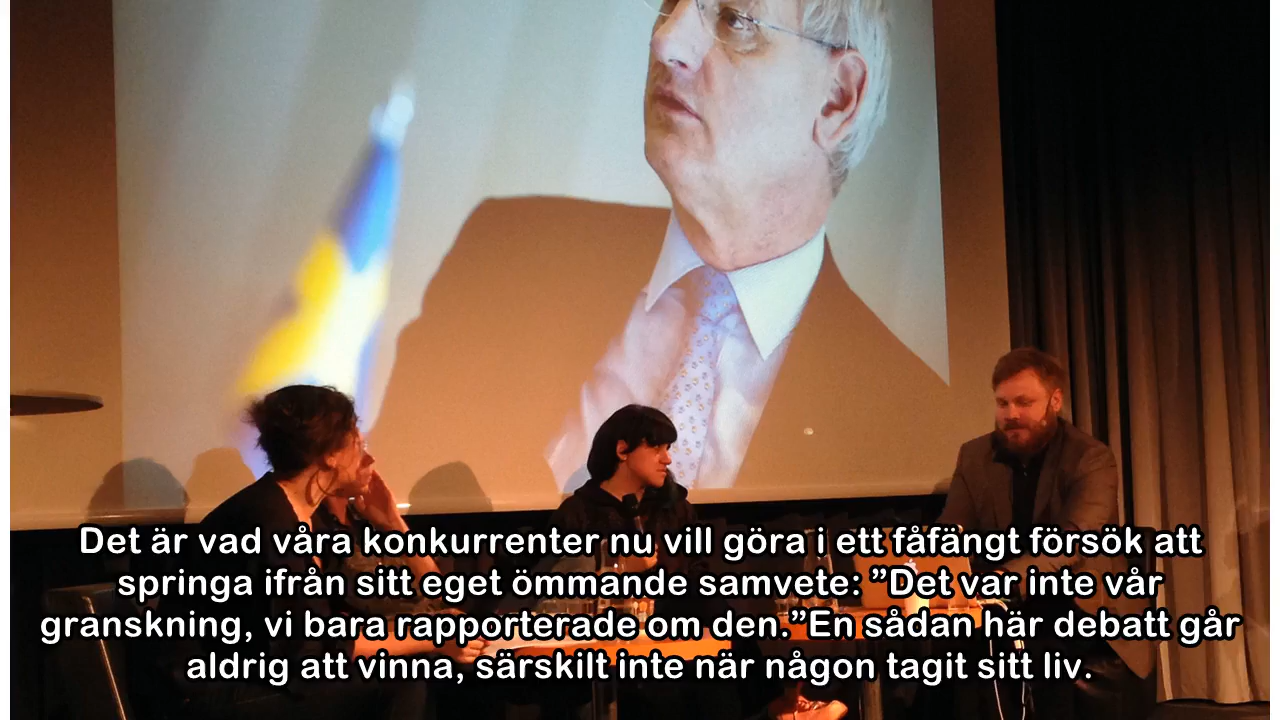 Det är vad våra konkurrenter nu vill göra i ett fåfängt försök att
springa ifrån sitt eget ömmande samvete: ”Det var inte vår
granskning, vi bara rapporterade om den.”En sådan här debatt går
aldrig att vinna, särskilt inte när någon tagit sitt liv.